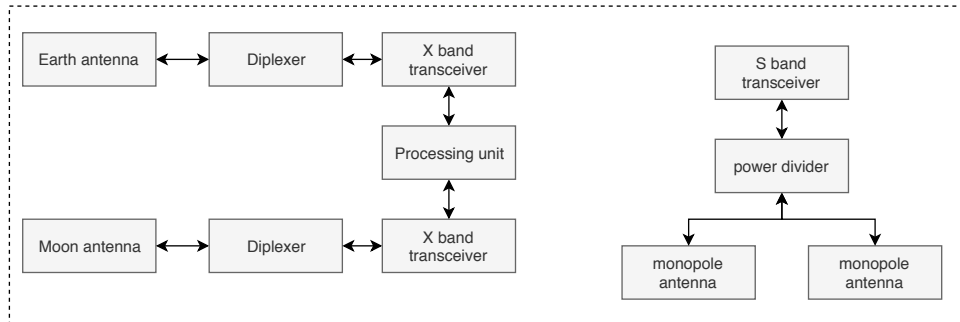 Earth antenna
Diplexer
X band
transceiver
Processing unit
Moon antenna
Diplexer
X band
transceiver
S band
transceiver
power divider
monopole
antenna
monopole
antenna